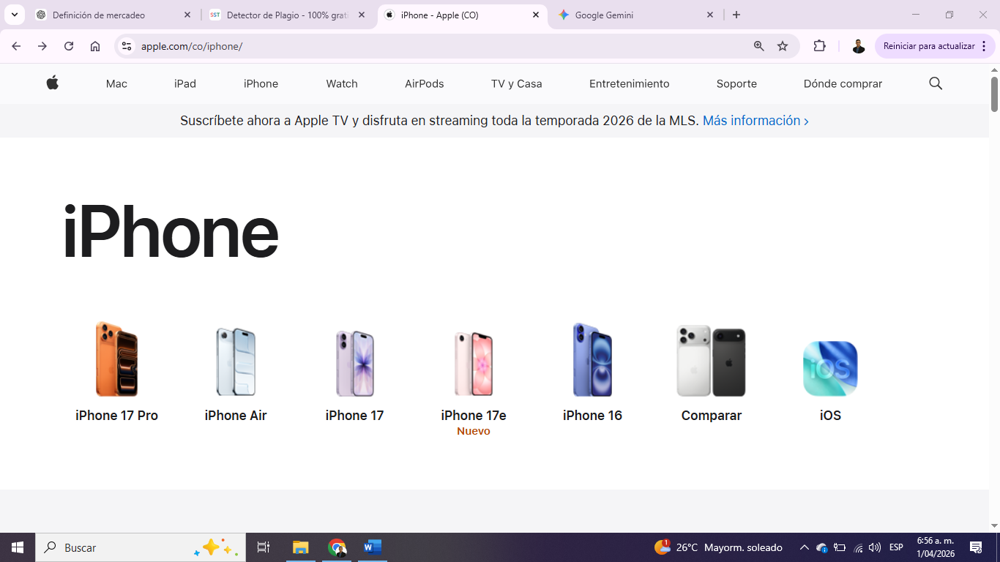 Definición de mercadeo
SST
Detector de Plagio - 100% grat
iPhone - Apple (CO)
Google Gemini
apple.com/co/iphone/
Reiniciar para actualizar
Mac
iPad
iPhone
Watch
AirPods
TV y Casa
Entretenimiento
Soporte
Dónde comprar
Suscríbete ahora a Apple TV y disfruta en streaming toda la temporada 2026 de la MLS. Más información >
iPhone
iOS
iPhone 17 Pro
iPhone Air
iPhone 17
iPhone 17e
Nuevo
iPhone 16
Comparar
iOS
Buscar
W
1
26°C Mayorm. soleado
ESP
6:56 a. m.
1/04/2026